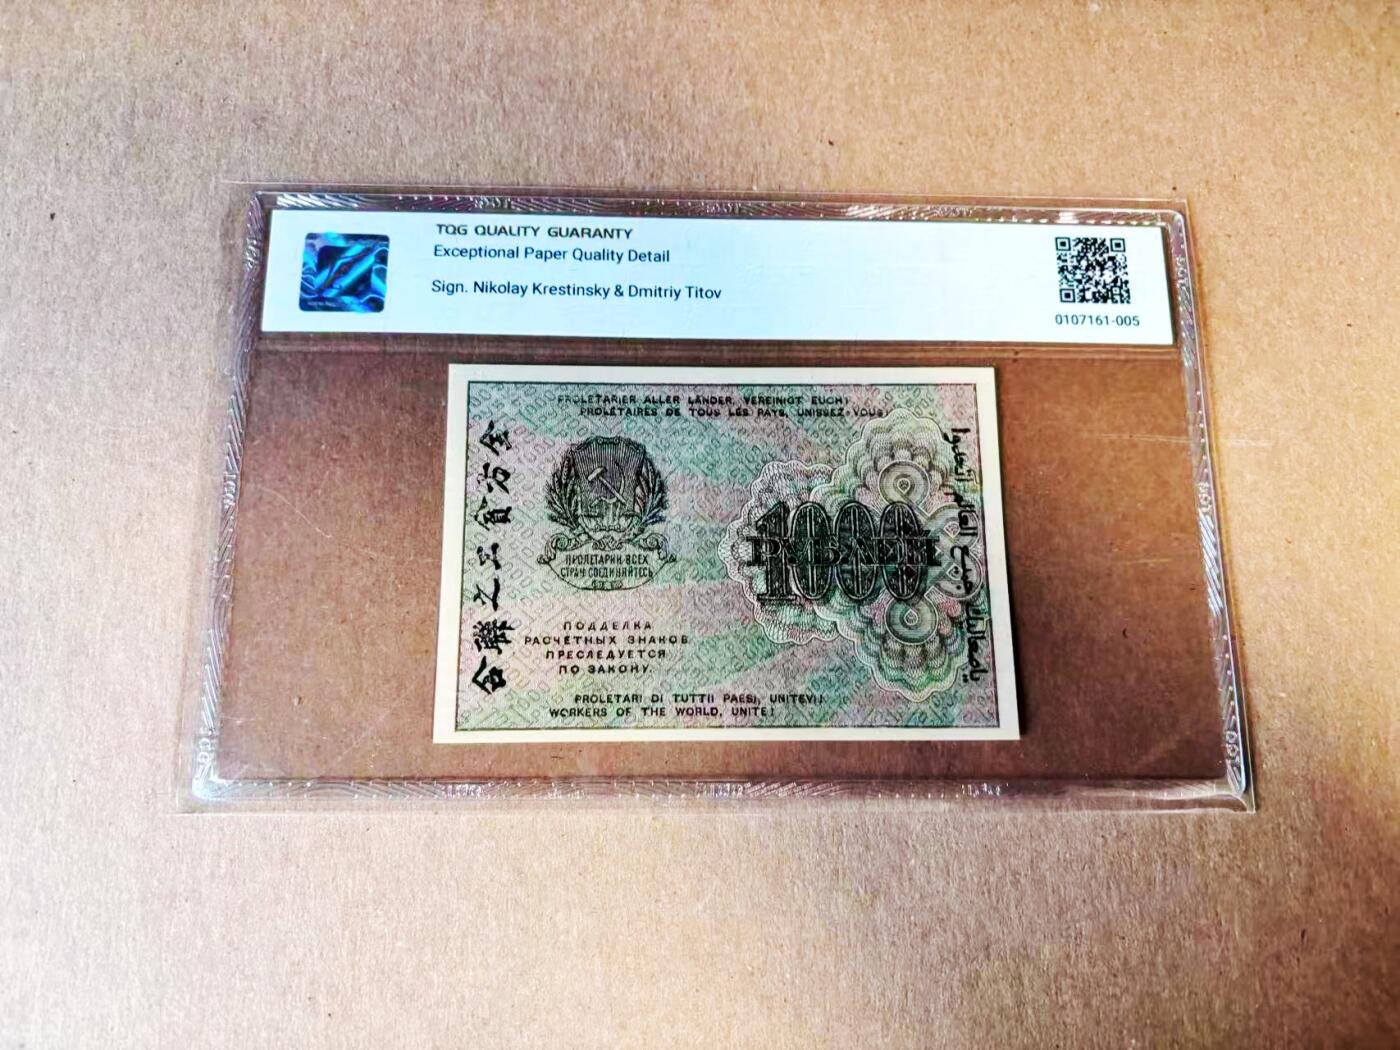 TQG QUALITY GUARANTY
Exceptional Paper Quality Detail
Sign. Nikolay Krestinsky & Dmitriy Titov
0107161-005
PROLETARIER ALLER LÄNDER, VEREINIGT EUCH!
PROLÉTAIRES DE TOUS LES PAYS, UNISSEZ-VOUS!
ПРОЛЕТАРИИ ВСЕХ
СТРАН СОЕДИНЯЙТЕСЬ
1000
РУБЛЕЙ
ПОДДЕЛКА
РАСЧЕТНЫХ ЗНАКОВ
ПРЕСЛЕДУЕТСЯ
ПО ЗАКОНУ.
PROLETARI DI TUTTI I PAESI, UNITEVI!
WORKERS OF THE WORLD, UNITE!